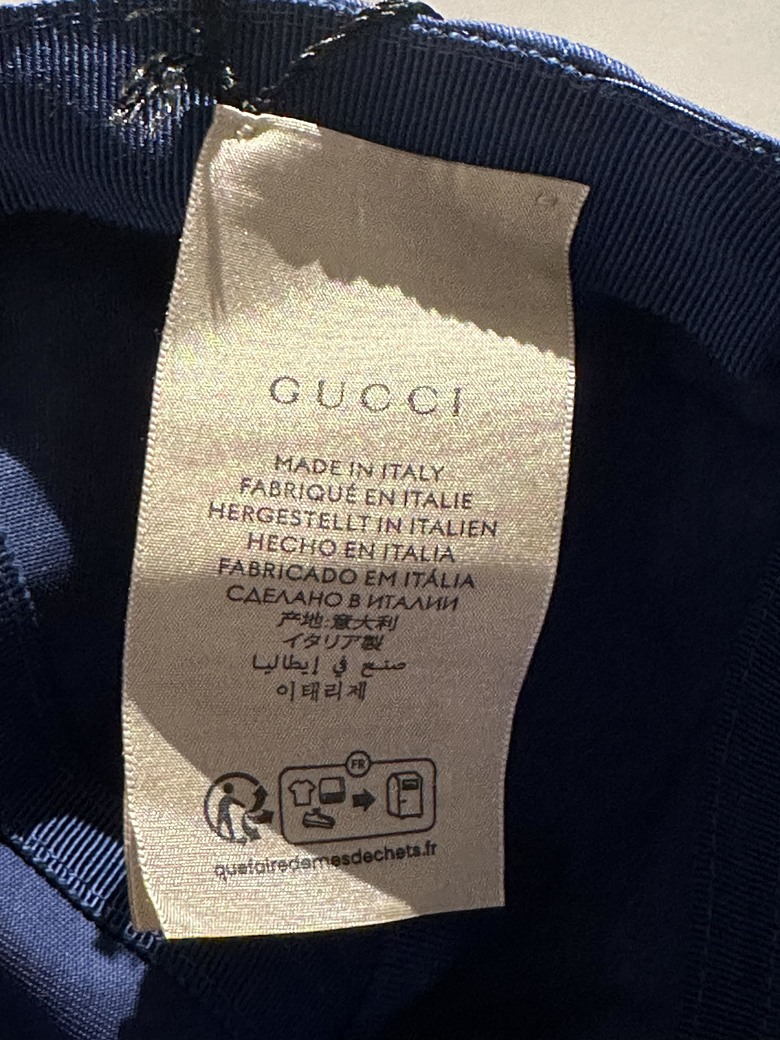 GUCCI
MADE IN ITALY
FABRIQUÉ EN ITALIE
HERGESTELLT IN ITALIEN
HECHO EN ITALIA
FABRICADO EM ITÁLIA
СДЕЛАНО В ИТАЛИИ
产地:意大利
イタリア製
صنع في إيطاليا
이태리제
FR
quefairedemesdechets.fr